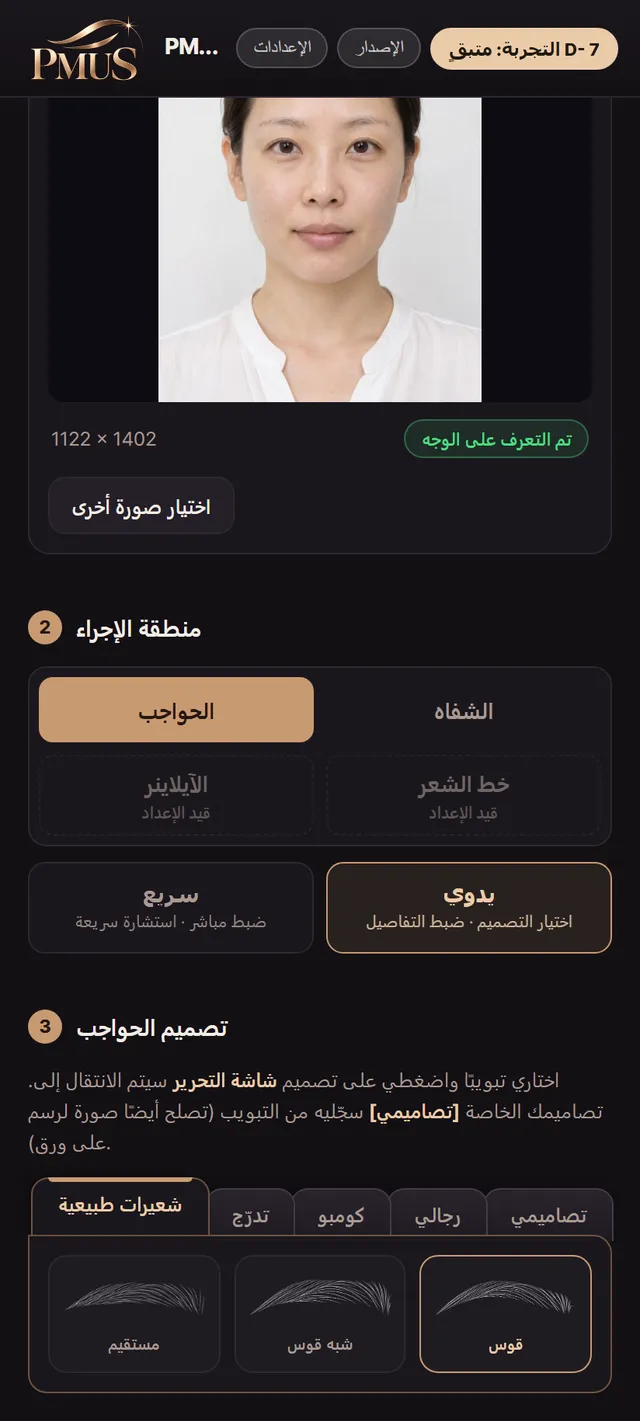 PMUS
PM...
الإعدادات
الإصدار
التجربة: متبقٍ D- 7
1122 × 1402
تم التعرف على الوجه
اختيار صورة أخرى
2 منطقة الإجراء
الحواجب
الشفاه
الآيلاينر
قيد الإعداد
خط الشعر
قيد الإعداد
سريع
ضبط مباشر · استشارة سريعة
يدوي
اختيار التصميم · ضبط التفاصيل
3 تصميم الحواجب
اختاري تبويبًا واضغطي على تصميم شاشة التحرير سيتم الانتقال إلى.
تصاميمك الخاصة [تصاميمي] سجّليه من التبويب (تصلح أيضًا صورة لرسم
على ورق).
شعيرات طبيعية
تدرّج
كومبو
رجالي
تصاميمي
مستقيم
شبه قوس
قوس